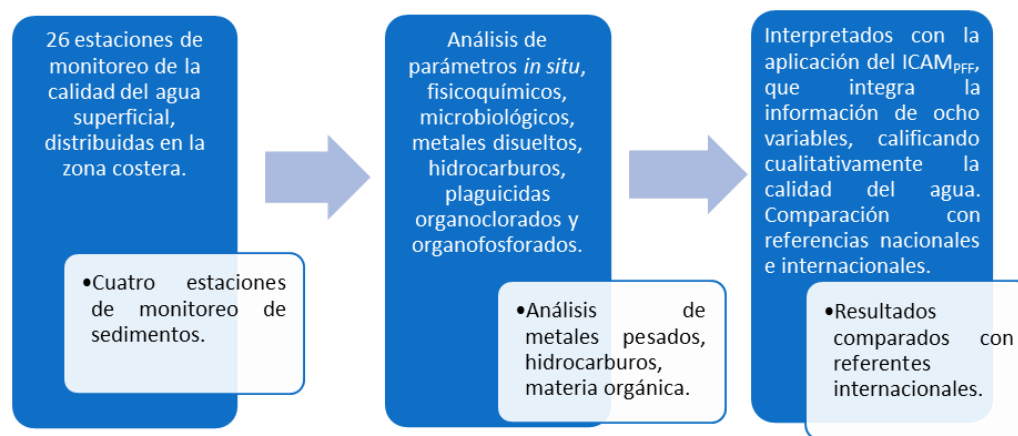 26 estaciones de
monitoreo de la
calidad del agua
superficial,
distribuidas en la
zona costera.
•Cuatro estaciones
de monitoreo de
sedimentos.
Análisis de
parámetros in situ,
fisicoquímicos,
microbiológicos,
metales disueltos,
hidrocarburos,
plaguicidas
organoclorados y
organofosforados.
•Análisis de
metales pesados,
hidrocarburos,
materia orgánica.
Interpretados con la
aplicación del ICAMPFF,
que integra la
información de ocho
variables, calificando
cualitativamente la
calidad del agua.
Comparación con
referencias nacionales
e internacionales.
•Resultados
comparados con
referentes
internacionales.